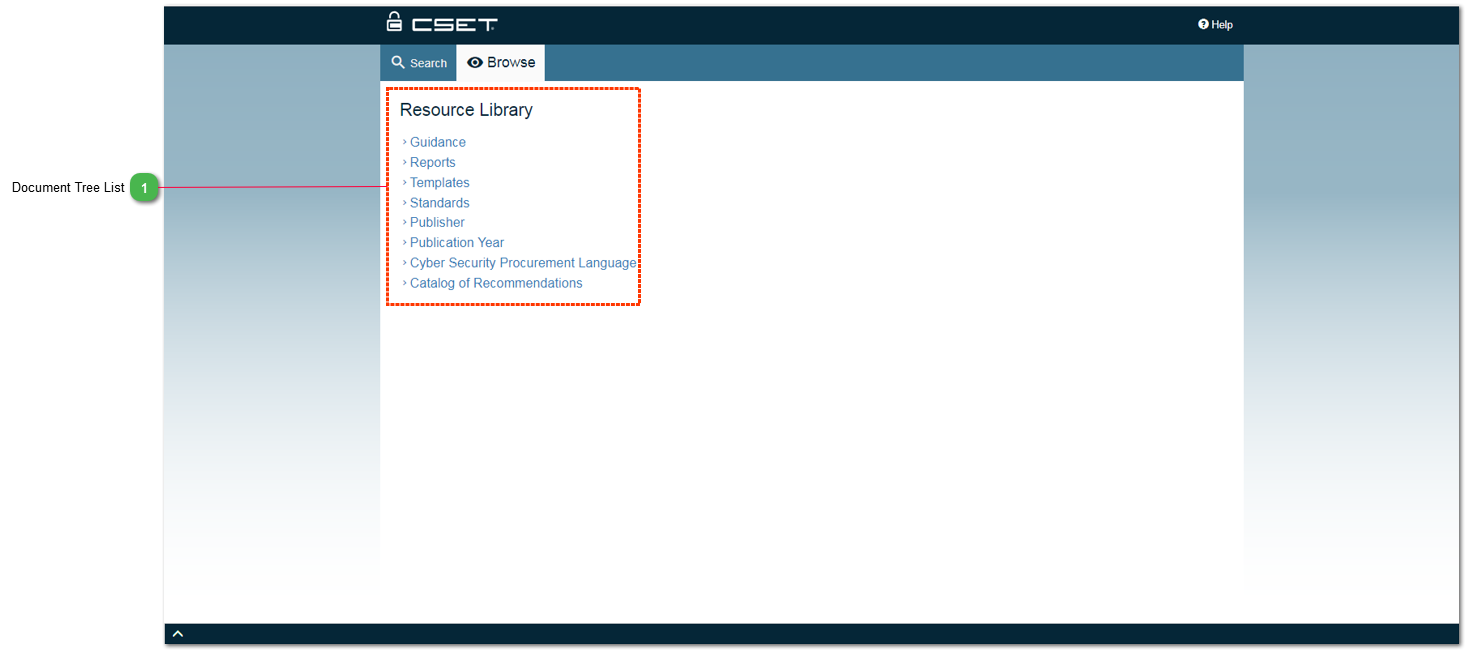 CSET
Help
Search
Browse
Resource Library
Guidance
Reports
Document Tree List 1
Templates
Standards
Publisher
Publication Year
Cyber Security Procurement Language
Catalog of Recommendations